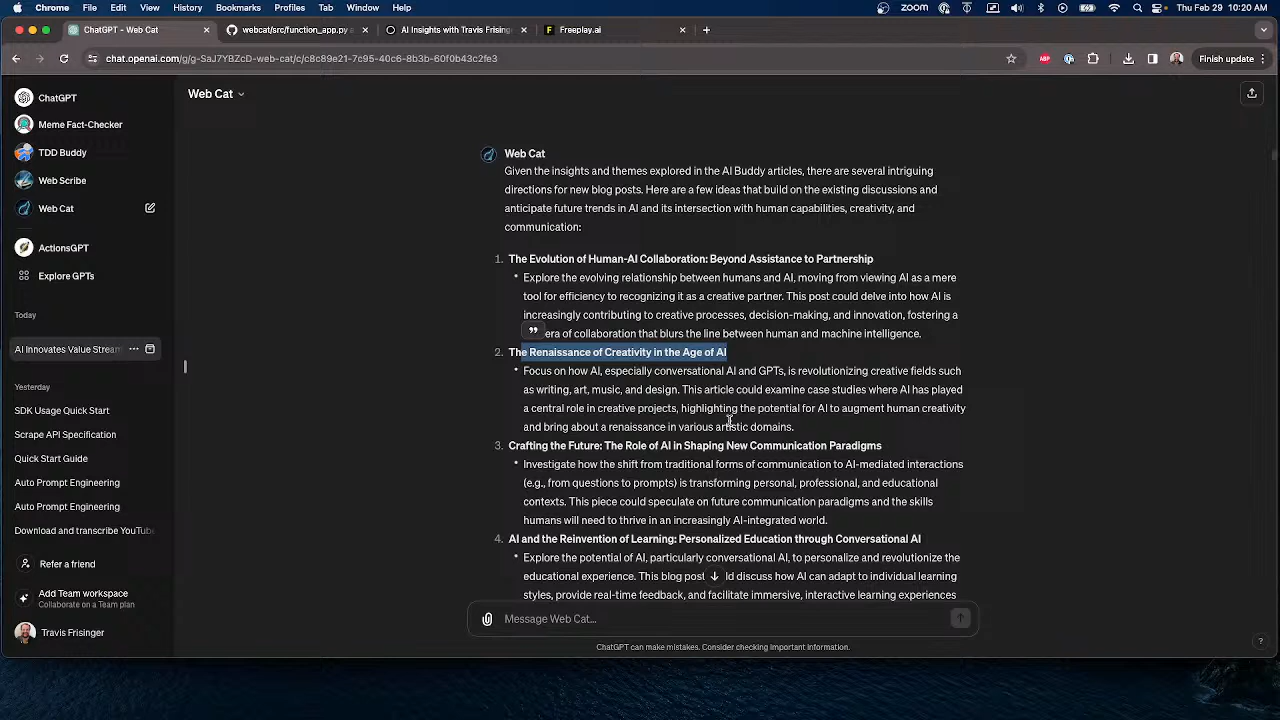 Chrome File Edit View History Bookmarks Profiles Tab Window Help zoom Thu Feb 29 10:20 AM
ChatGPT - Web Cat webcat/src/function_app.py AI Insights with Travis Frising Freeplay.ai
chat.openai.com/g/g-SaJ7YBZcD-web-cat/c/c8c89e21-7c95-40c6-8b3b-60f0b43c2fe3 ABP Finish update
ChatGPT
Meme Fact-Checker
TDD Buddy
Web Scribe
Web Cat
ActionsGPT
Explore GPTs
Today
AI Innovates Value Stream
Yesterday
SDK Usage Quick Start
Scrape API Specification
Quick Start Guide
Auto Prompt Engineering
Auto Prompt Engineering
Download and transcribe YouTube
Refer a friend
Add Team workspace
Collaborate on a Team plan
Travis Frisinger
Web Cat
Web Cat
Given the insights and themes explored in the AI Buddy articles, there are several intriguing
directions for new blog posts. Here are a few ideas that build on the existing discussions and
anticipate future trends in AI and its intersection with human capabilities, creativity, and
communication:
1. The Evolution of Human-AI Collaboration: Beyond Assistance to Partnership
• Explore the evolving relationship between humans and AI, moving from viewing AI as a mere
tool for efficiency to recognizing it as a creative partner. This post could delve into how AI is
increasingly contributing to creative processes, decision-making, and innovation, fostering a
era of collaboration that blurs the line between human and machine intelligence.
2. The Renaissance of Creativity in the Age of AI
• Focus on how AI, especially conversational AI and GPTs, is revolutionizing creative fields such
as writing, art, music, and design. This article could examine case studies where AI has played
a central role in creative projects, highlighting the potential for AI to augment human creativity
and bring about a renaissance in various artistic domains.
3. Crafting the Future: The Role of AI in Shaping New Communication Paradigms
• Investigate how the shift from traditional forms of communication to AI-mediated interactions
(e.g., from questions to prompts) is transforming personal, professional, and educational
contexts. This piece could speculate on future communication paradigms and the skills
humans will need to thrive in an increasingly AI-integrated world.
4. AI and the Reinvention of Learning: Personalized Education through Conversational AI
• Explore the potential of AI, particularly conversational AI, to personalize and revolutionize the
educational experience. This blog post ld discuss how AI can adapt to individual learning
styles, provide real-time feedback, and facilitate immersive, interactive learning experiences
Message Web Cat...
ChatGPT can make mistakes. Consider checking important information.
?